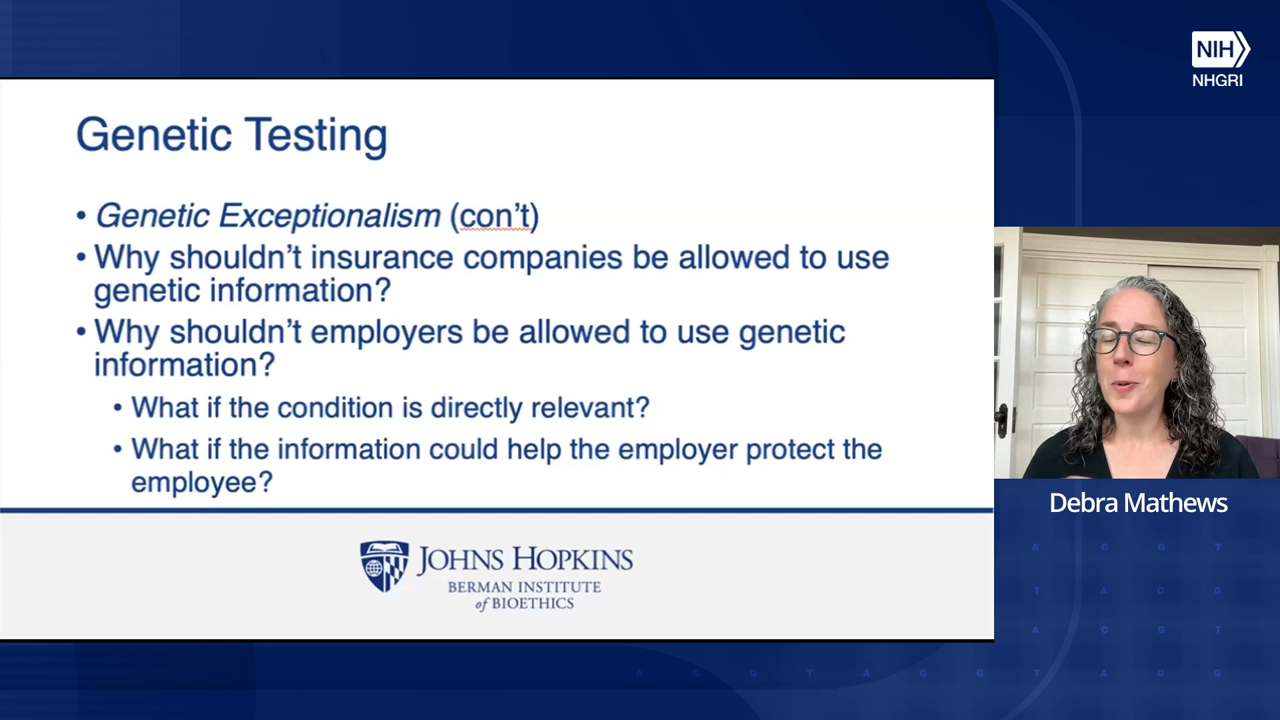 NIH
NHGRI
Genetic Testing
• Genetic Exceptionalism (con’t)
• Why shouldn’t insurance companies be allowed to use
genetic information?
• Why shouldn’t employers be allowed to use genetic
information?
• What if the condition is directly relevant?
• What if the information could help the employer protect the
employee?
Debra Mathews
JOHNS HOPKINS
BERMAN INSTITUTE
of BIOETHICS
A C G T
T A C G
A C G T
A C G T A C G T A C G